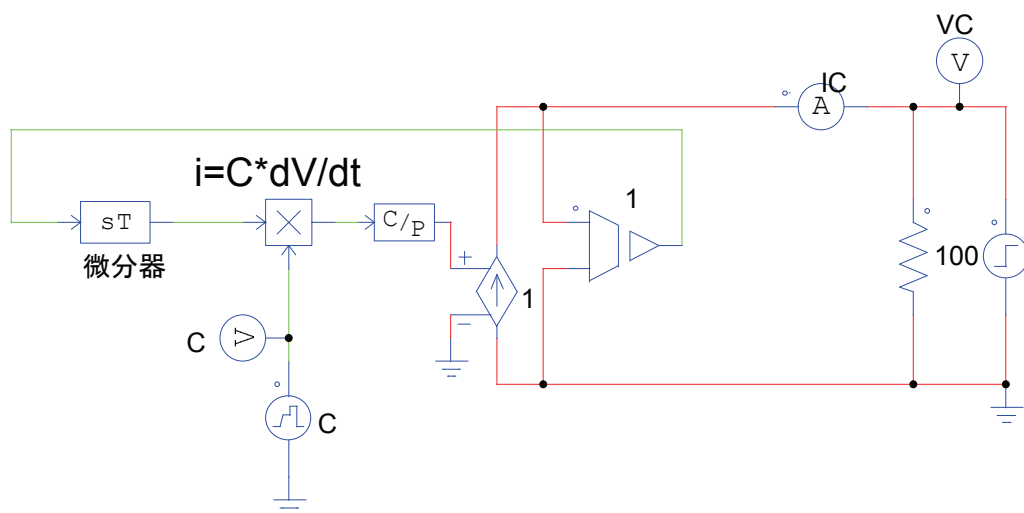 VC
V
IC
A
i=C*dV/dt
1
sT
C/P
微分器
+
1
−
100
C
V
C